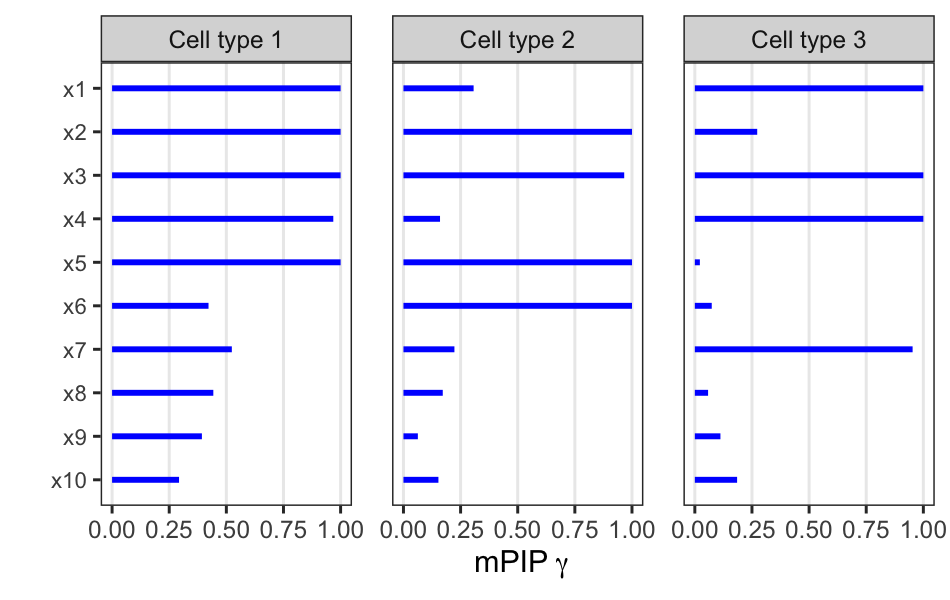 Cell type 1 Cell type 2 Cell type 3
x1
x2
x3
x4
x5
x6
x7
x8
x9
x10
0.00 0.25 0.50 0.75 1.00 0.00 0.25 0.50 0.75 1.00 0.00 0.25 0.50 0.75 1.00
mPIP γ